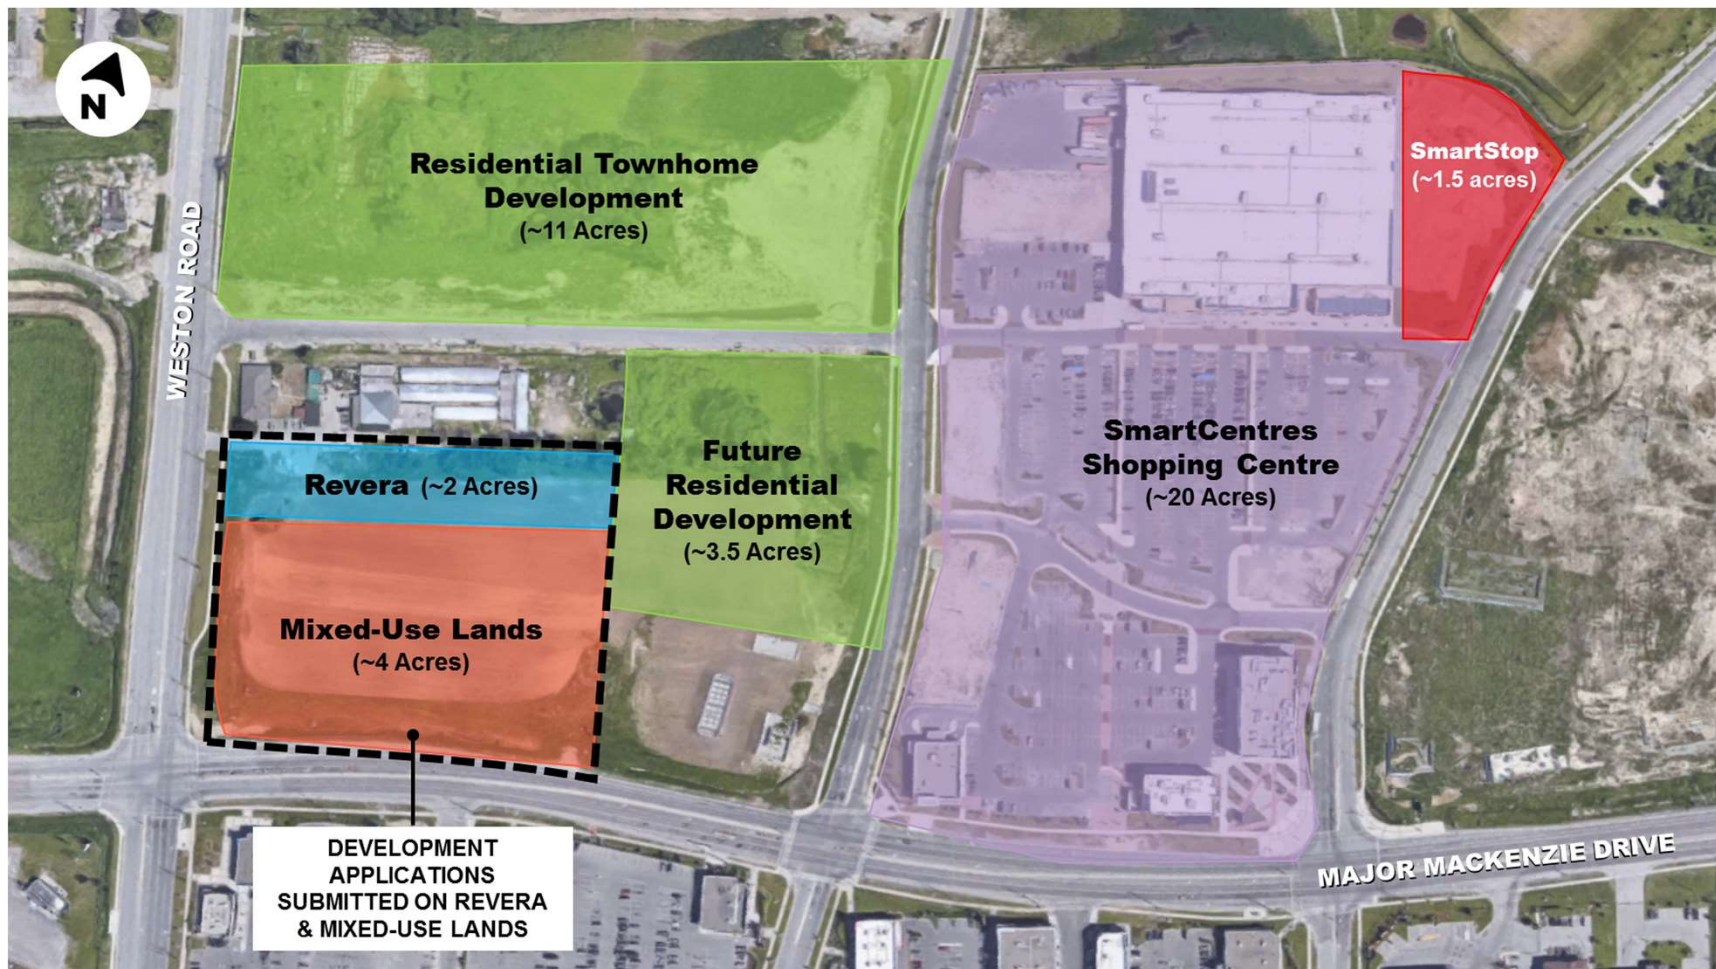 N
Residential Townhome
Development
(~11 Acres)
SmartStop
(~1.5 acres)
WESTON ROAD
Future
Residential
Development
(~3.5 Acres)
SmartCentres
Shopping Centre
(~20 Acres)
Revera (~2 Acres)
Mixed-Use Lands
(~4 Acres)
DEVELOPMENT
APPLICATIONS
SUBMITTED ON REVERA
& MIXED-USE LANDS
MAJOR MACKENZIE DRIVE